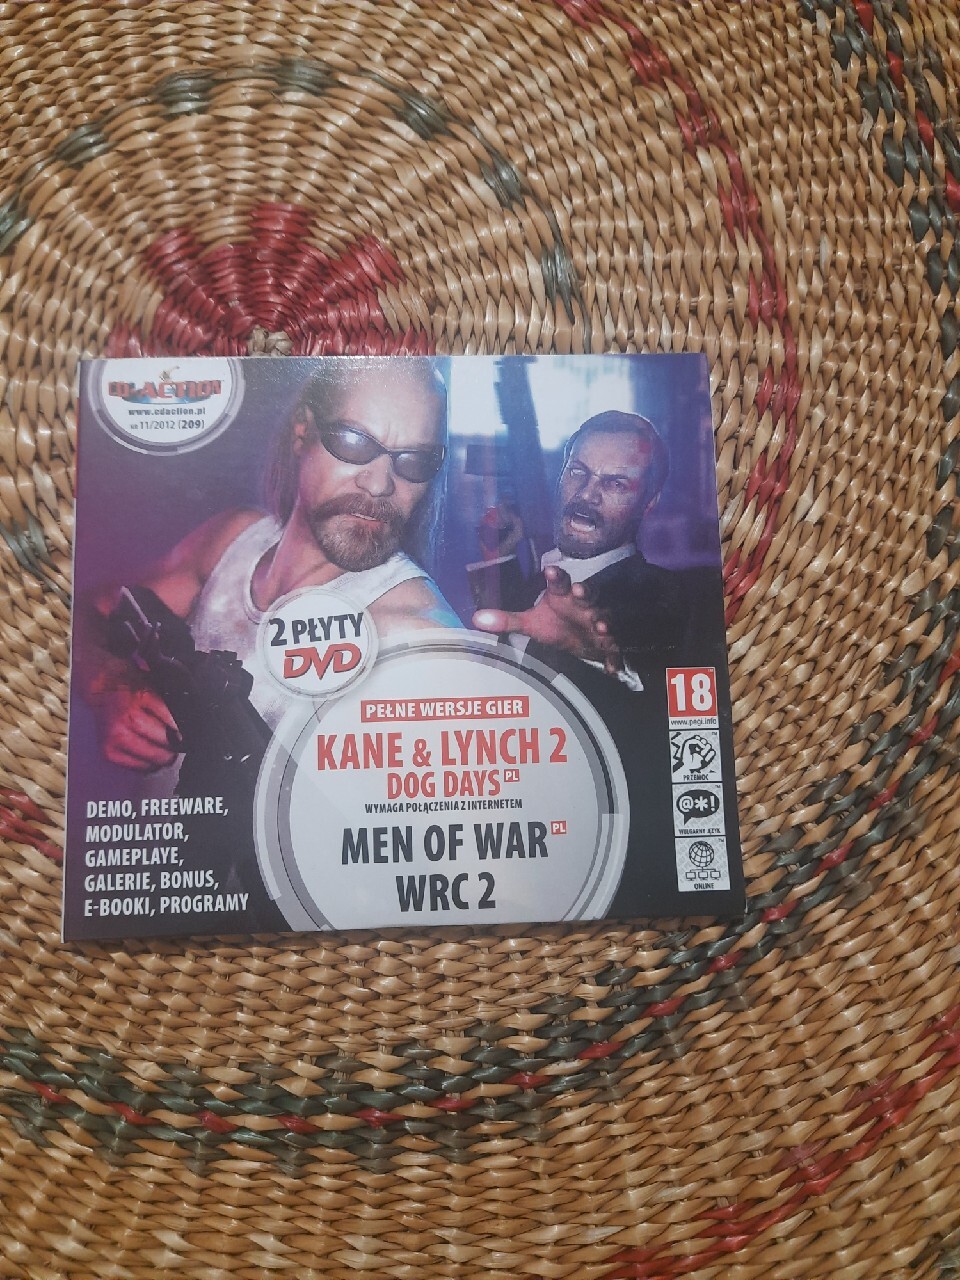 CD-ACTION
www.cdaction.pl
NR 11/2012 (209)
2 PŁYTY
DVD
PEŁNE WERSJE GIER
KANE & LYNCH 2
DOG DAYS PL
WYMAGA POŁĄCZENIA Z INTERNETEM
MEN OF WAR PL
WRC 2
DEMO, FREEWARE,
MODULATOR,
GAMEPLAYE,
GALERIE, BONUS,
E-BOOKI, PROGRAMY
18
www.pegi.info
PRZEMOC
@*!
WULGARNY JĘZYK
ONLINE